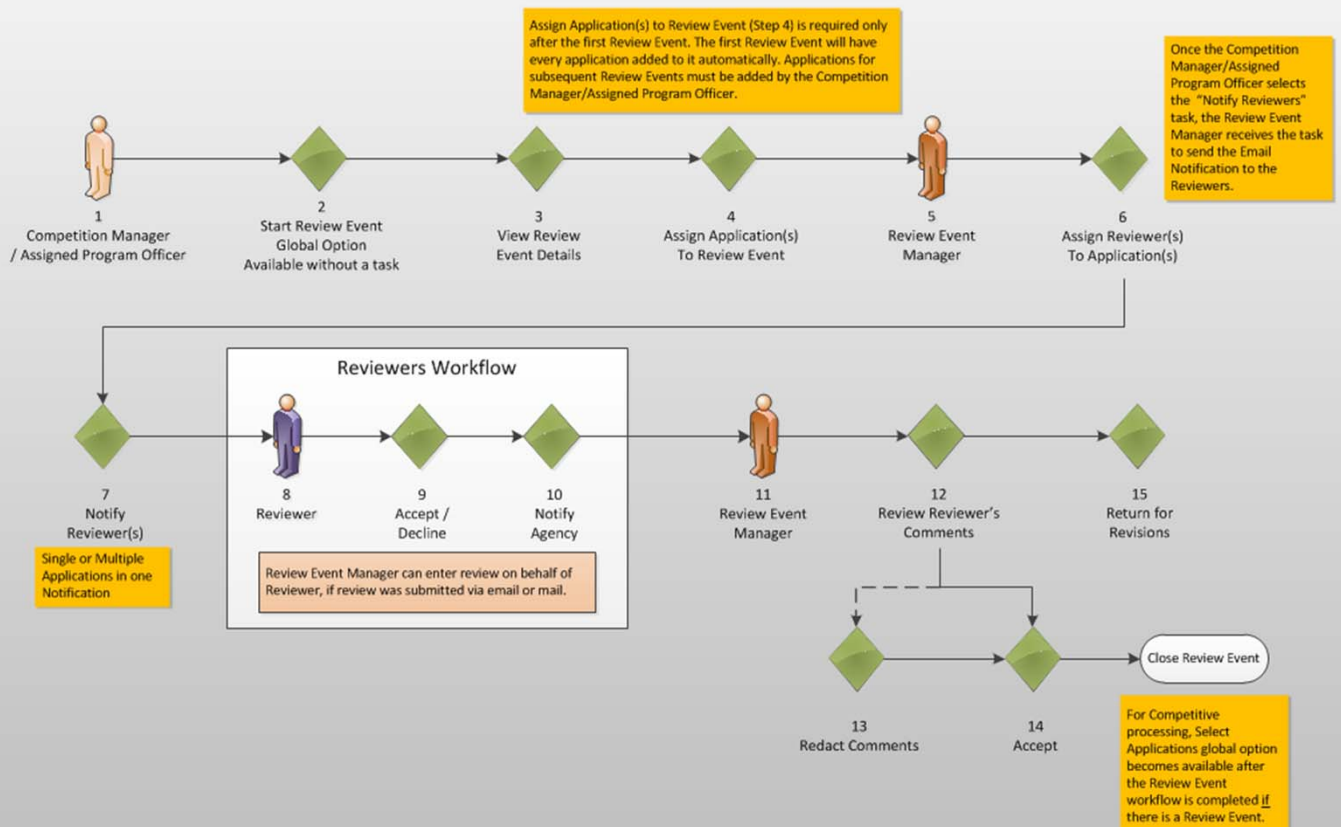 Assign Application(s) to Review Event (Step 4) is required only
after the first Review Event. The first Review Event will have
every application added to it automatically. Applications for
subsequent Review Events must be added by the Competition
Manager/Assigned Program Officer.
Once the Competition
Manager/Assigned
Program Officer selects
the "Notify Reviewers"
task, the Review Event
Manager receives the task
to send the Email
Notification to the
Reviewers.
1
Competition Manager
/ Assigned Program Officer
2
Start Review Event
Global Option
Available without a task
3
View Review
Event Details
4
Assign Application(s)
To Review Event
5
Review Event
Manager
6
Assign Reviewer(s)
To Application(s)
7
Notify
Reviewer(s)
Single or Multiple
Applications in one
Notification
Reviewers Workflow
8
Reviewer
9
Accept /
Decline
10
Notify
Agency
Review Event Manager can enter review on behalf of
Reviewer, if review was submitted via email or mail.
11
Review Event
Manager
12
Review Reviewer's
Comments
15
Return for
Revisions
13
Redact Comments
14
Accept
Close Review Event
For Competitive
processing, Select
Applications global option
becomes available after
the Review Event
workflow is completed if
there is a Review Event.